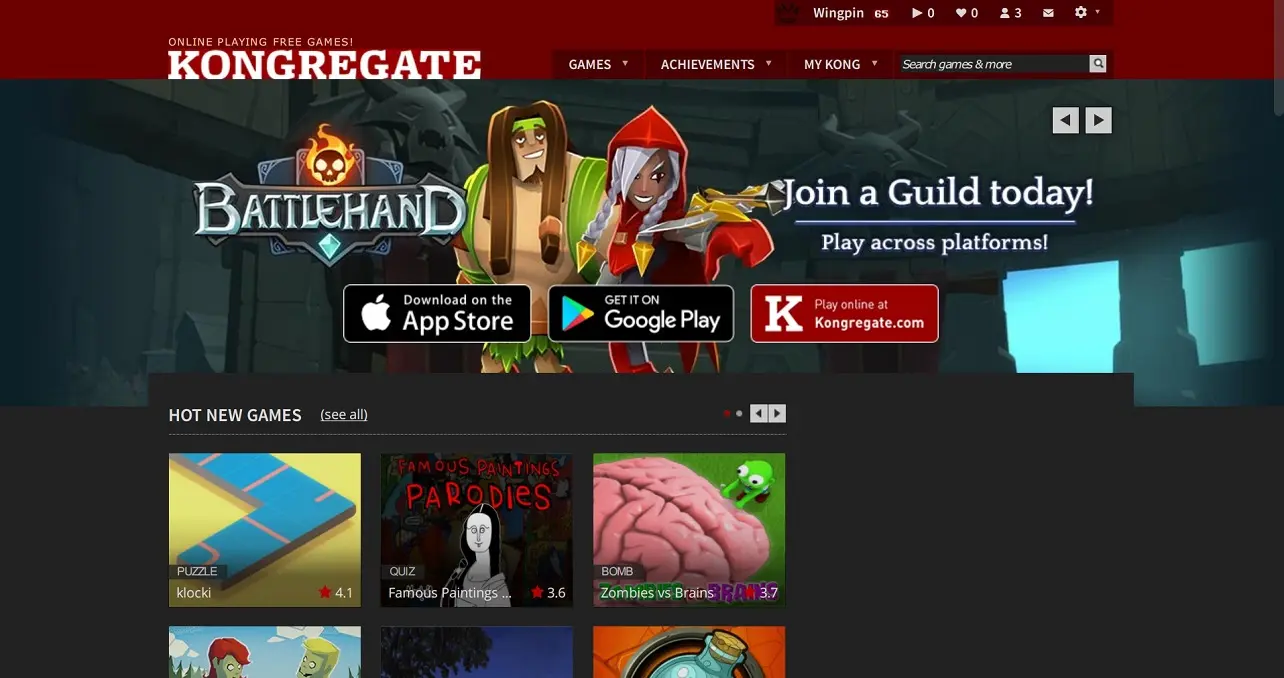 Wingpin 65 0 0 3
ONLINE PLAYING FREE GAMES!
KONGREGATE
GAMES ACHIEVEMENTS MY KONG Search games & more
BATTLEHAND
Join a Guild today!
Play across platforms!
Download on the
App Store
GET IT ON
Google Play
K
Play online at
Kongregate.com
HOT NEW GAMES (see all)
PUZZLE
klocki 4.1
FAMOUS PAINTINGS
PARODIES
QUIZ
Famous Paintings ... 3.6
BOMB
ZOMBIES VS BRAINS
Zombies vs Brains 3.7